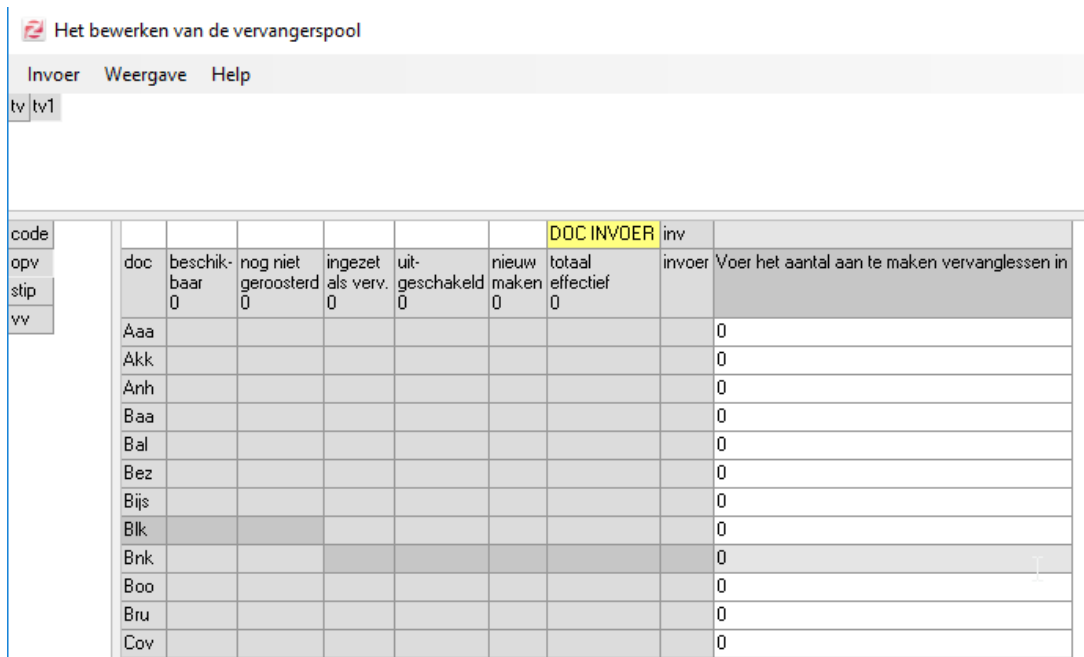 Het bewerken van de vervangerspool
Invoer Weergave Help
tv tv1
code DOC INVOER inv
opv doc beschik- nog niet ingezet uit- nieuw totaal invoer Voer het aantal aan te maken vervanglessen in
stip baar geroosterd als verv. geschakeld maken effectief
0 0 0 0 0 0
vv
Aaa 0
Akk 0
Anh 0
Baa 0
Bal 0
Bez 0
Bijs 0
Blk 0
Bnk 0
Boo 0
Bru 0
Cov 0